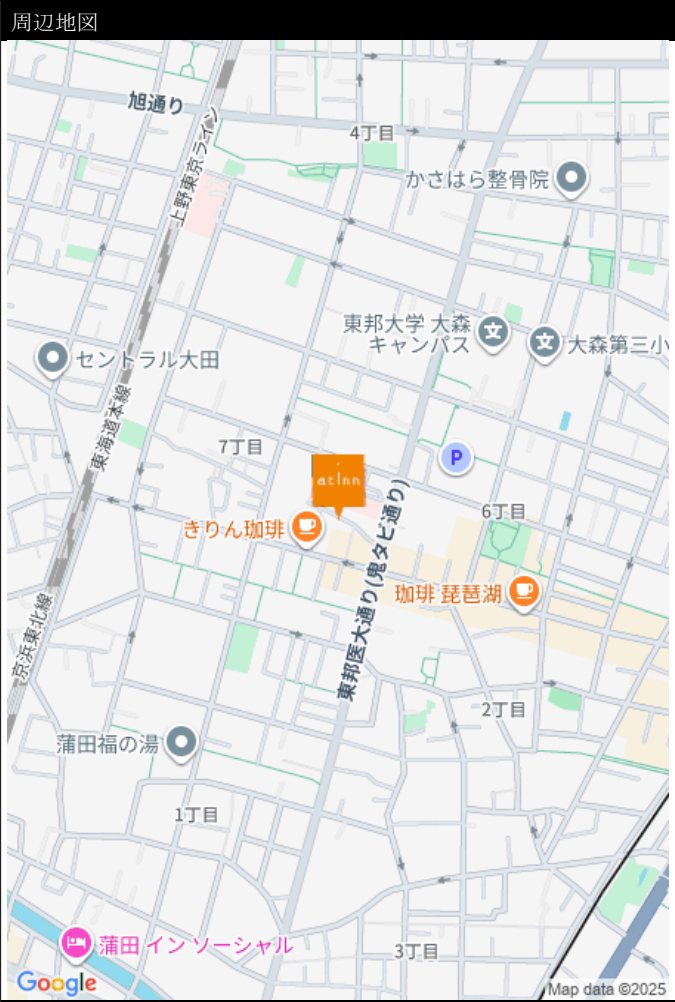 周辺地図
旭通り
上野東京ライン
4丁目
かさはら整骨院
東邦大学 大森
キャンパス
大森第三小
セントラル大田
東海道本線
7丁目
P
atinn
6丁目
きりん珈琲
東邦医大通り(鬼タビ通り)
珈琲 琵琶湖
京浜東北線
2丁目
蒲田福の湯
1丁目
蒲田 イン ソーシャル
3丁目
Google
Map data ©2025